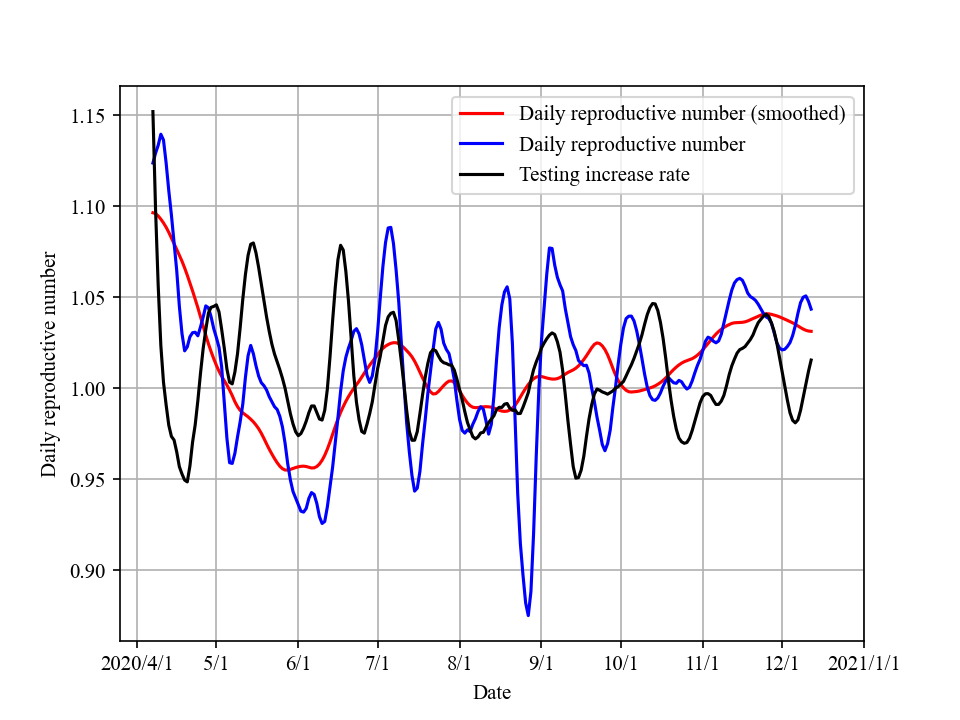 Daily reproductive number (smoothed)
Daily reproductive number
Testing increase rate
Daily reproductive number
1.15
1.10
1.05
1.00
0.95
0.90
2020/4/1 5/1 6/1 7/1 8/1 9/1 10/1 11/1 12/1 2021/1/1
Date